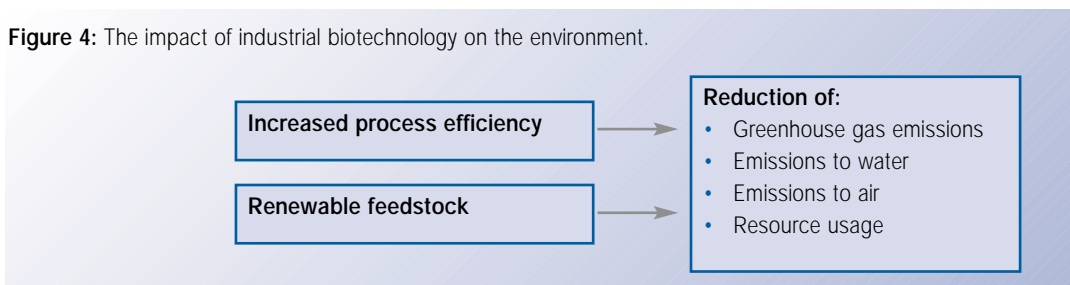 Figure 4: The impact of industrial biotechnology on the environment.
Increased process efficiency
Renewable feedstock
Reduction of:
• Greenhouse gas emissions
• Emissions to water
• Emissions to air
• Resource usage